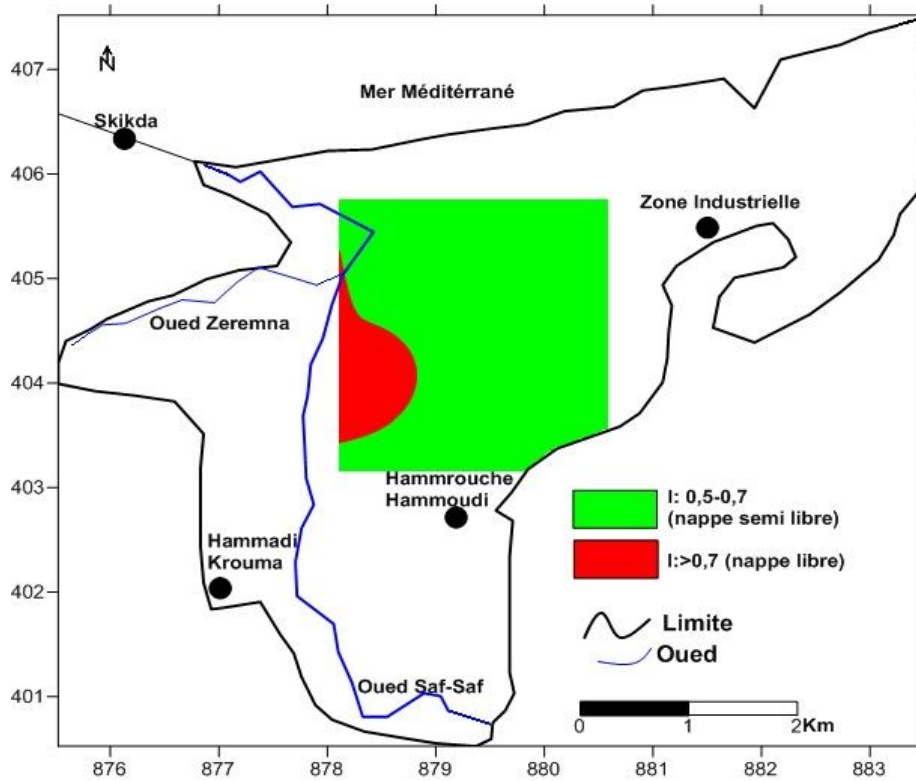 407
N
Mer Méditérrané
Skikda
406
Zone Industrielle
405
Oued Zeremna
404
403
Hammrouche
Hammoudi
I: 0,5-0,7
(nappe semi libre)
Hammadi
Krouma
I:>0,7 (nappe libre)
402
Limite
Oued
Oued Saf-Saf
401
0 1 2Km
876 877 878 879 880 881 882 883